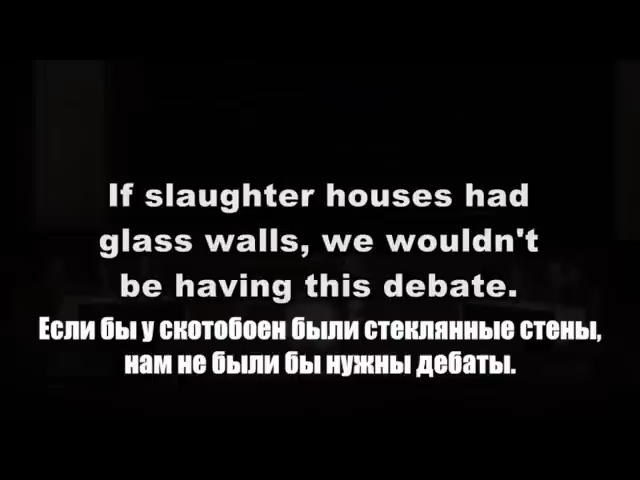 If slaughter houses had
glass walls, we wouldn't
be having this debate.
Если бы у скотобоен были стеклянные стены,
нам не были бы нужны дебаты.